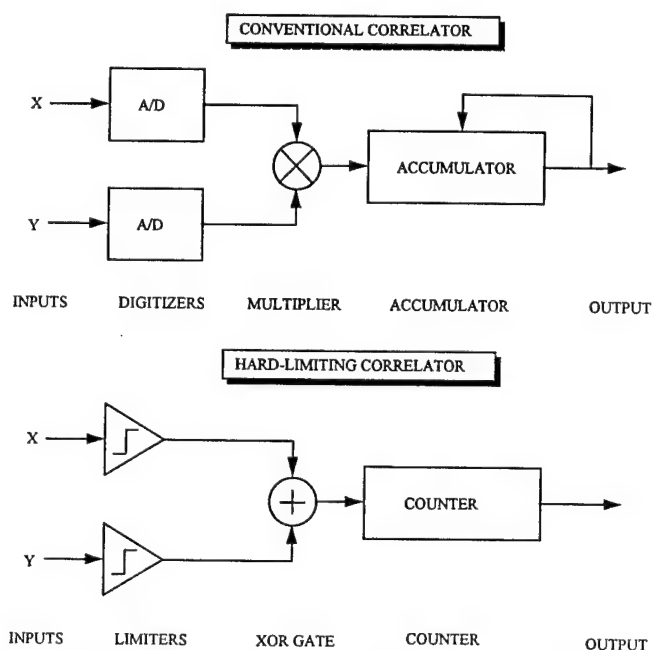 CONVENTIONAL CORRELATOR
X
A/D
ACCUMULATOR
Y
A/D
INPUTS DIGITIZERS MULTIPLIER ACCUMULATOR OUTPUT
HARD-LIMITING CORRELATOR
X
COUNTER
Y
INPUTS LIMITERS XOR GATE COUNTER OUTPUT